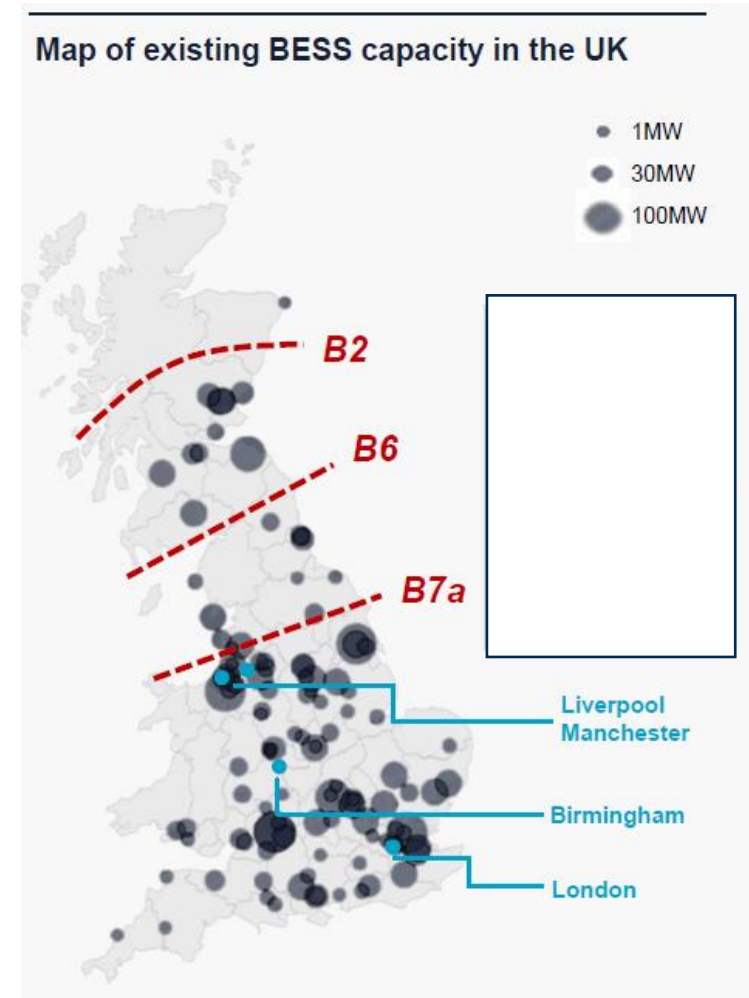 Map of existing BESS capacity in the UK
1MW
30MW
100MW
B2
B6
B7a
Liverpool
Manchester
Birmingham
London